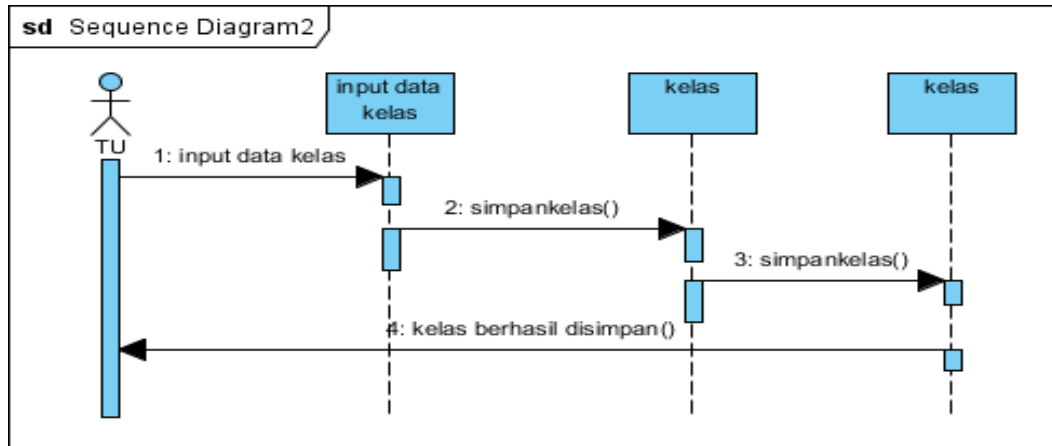 sd Sequence Diagram2
input data
kelas
kelas
kelas
TU
1: input data kelas
2: simpankelas()
3: simpankelas()
4: kelas berhasil disimpan()